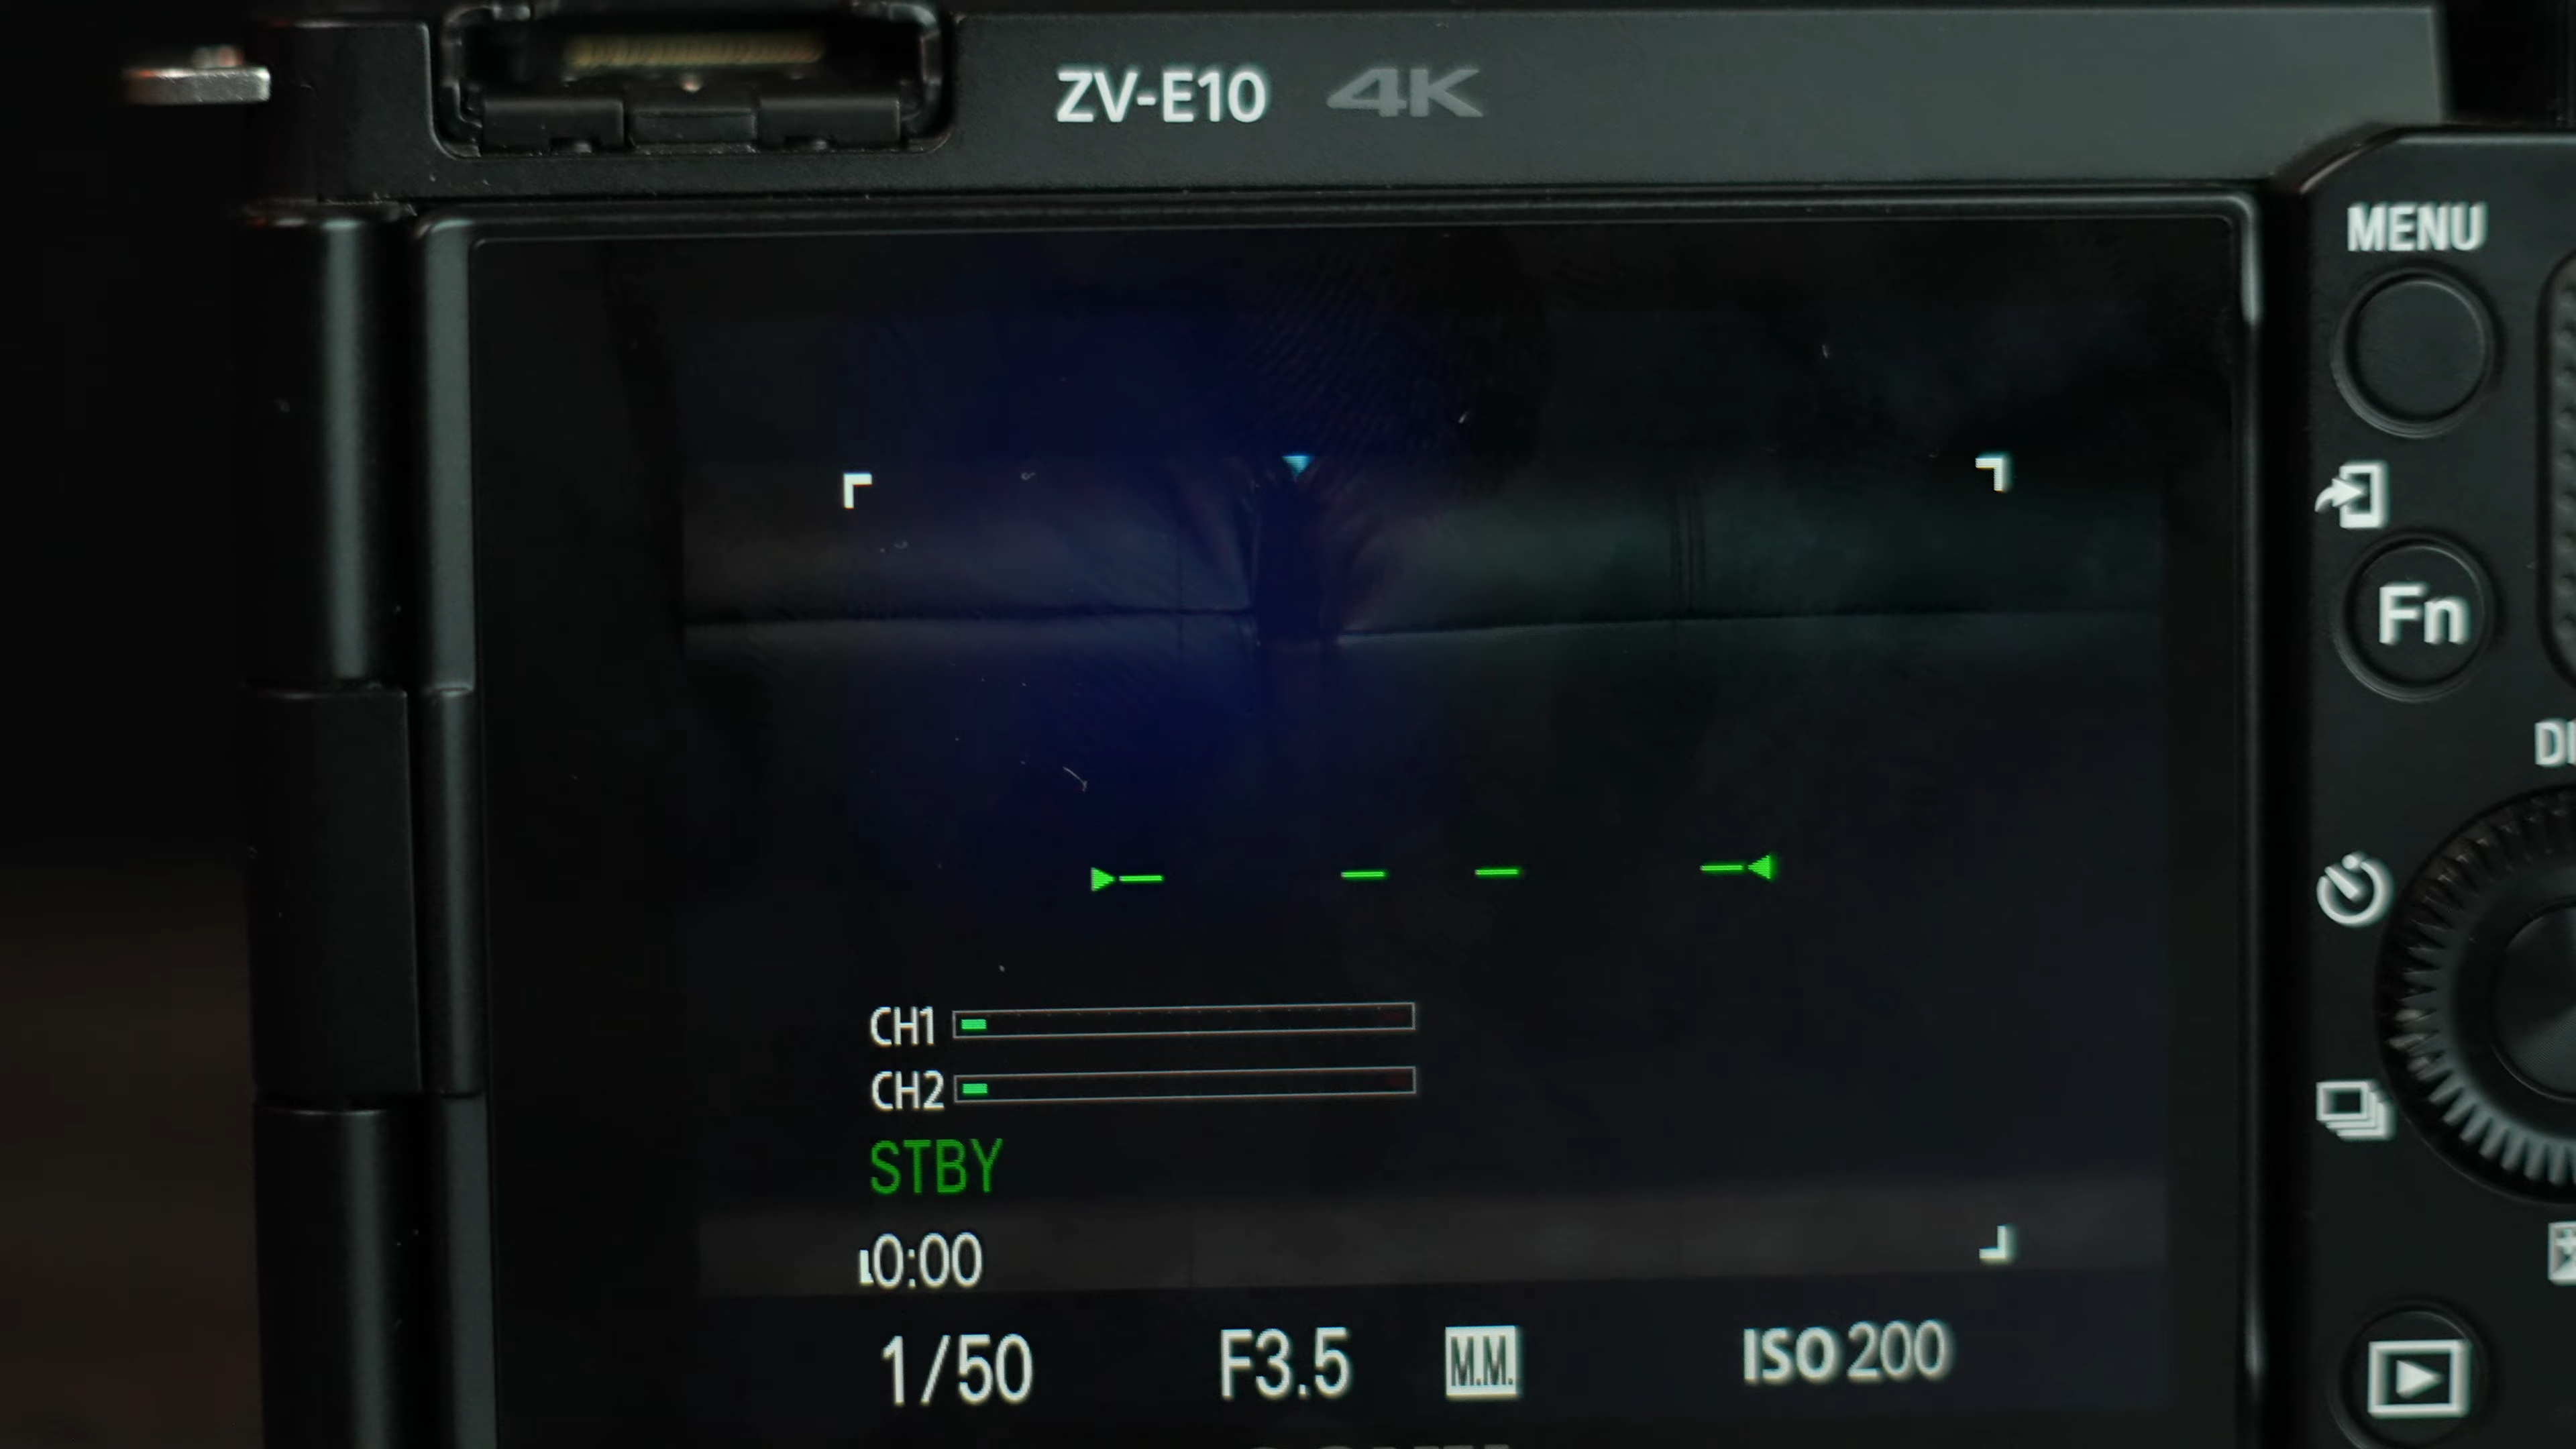 ZV-E10 4K
MENU
Fn
CH1
CH2
STBY
0:00
1/50 F3.5 M.M. ISO 200